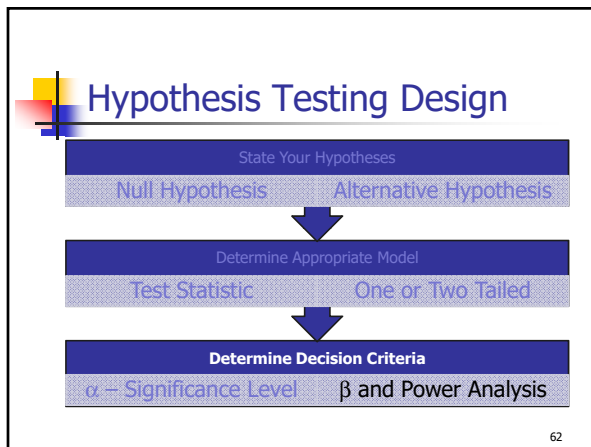 Hypothesis Testing Design
State Your Hypotheses
Null Hypothesis Alternative Hypothesis
Determine Appropriate Model
Test Statistic One or Two Tailed
Determine Decision Criteria
α – Significance Level β and Power Analysis
62